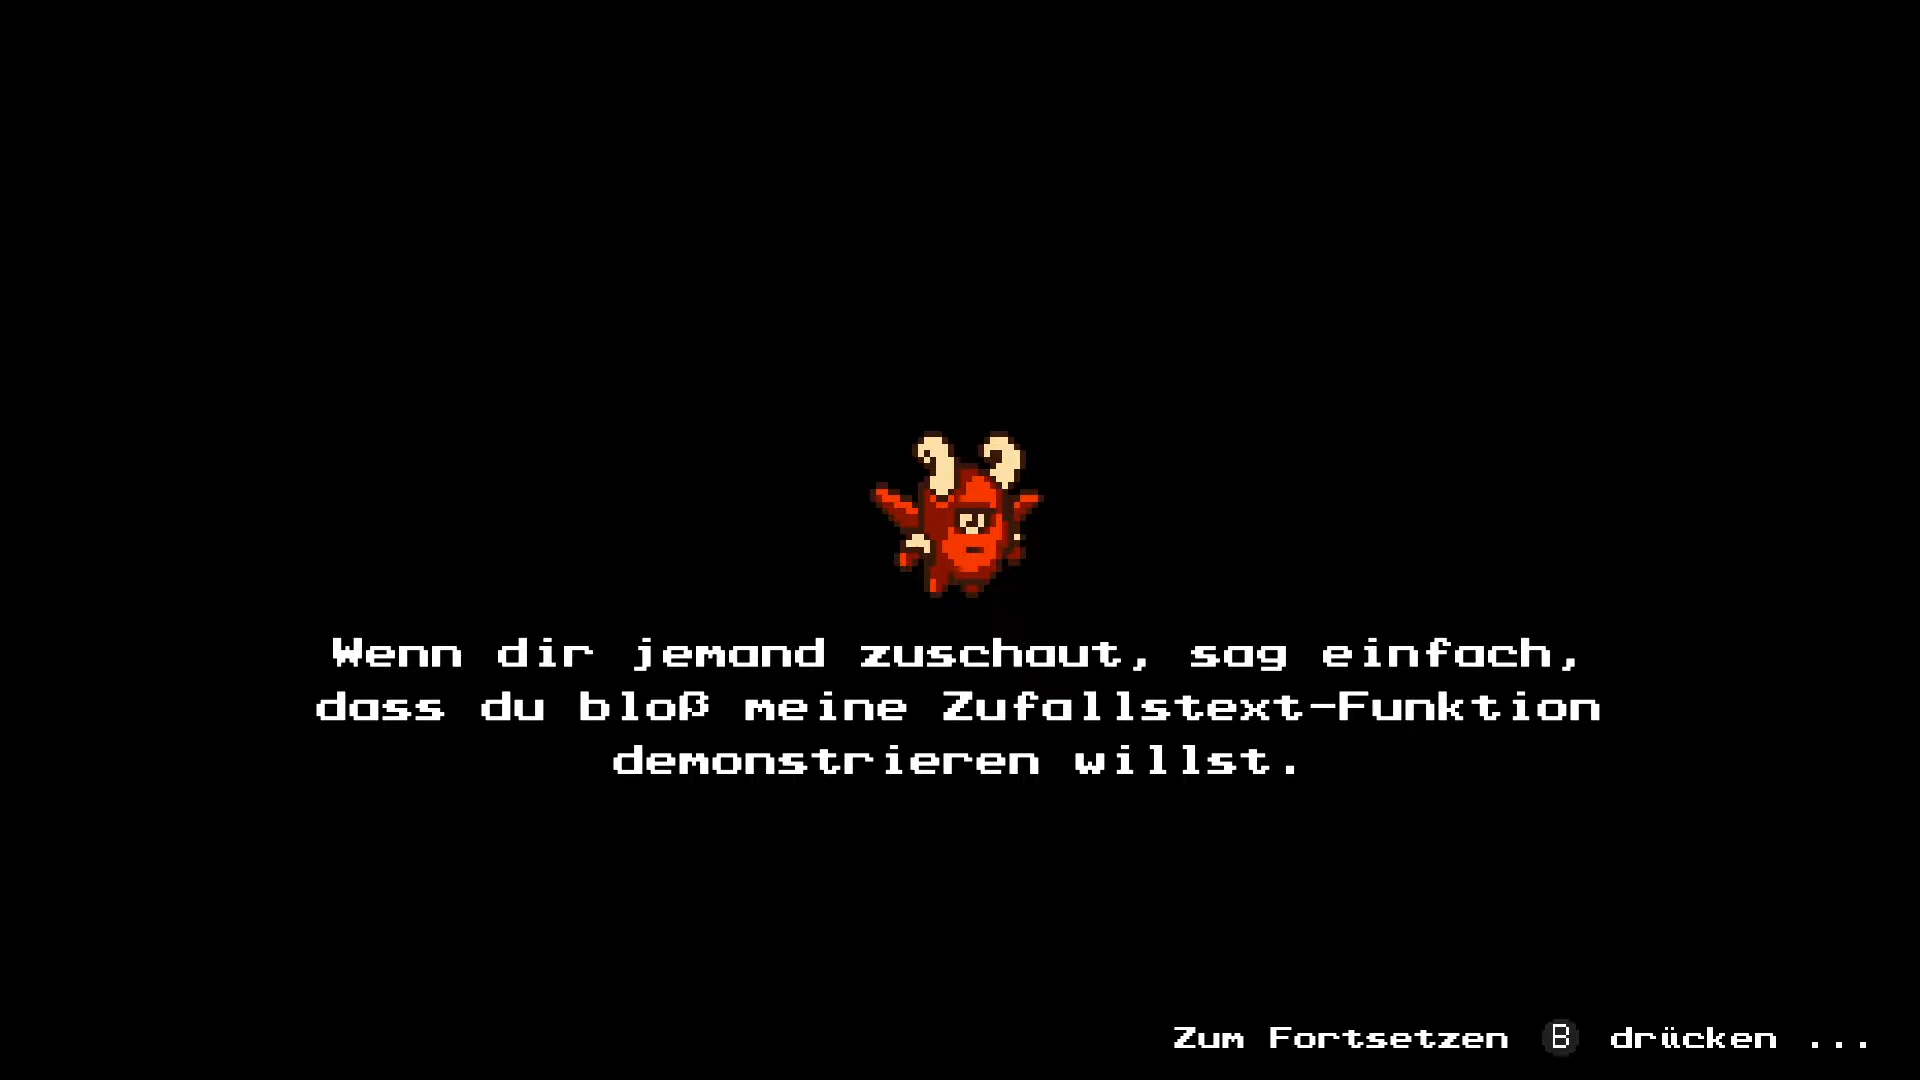 Wenn dir jemand zuschaut, sag einfach,
dass du bloß meine Zufallstext-Funktion
demonstrieren willst.
Zum Fortsetzen B drücken ...